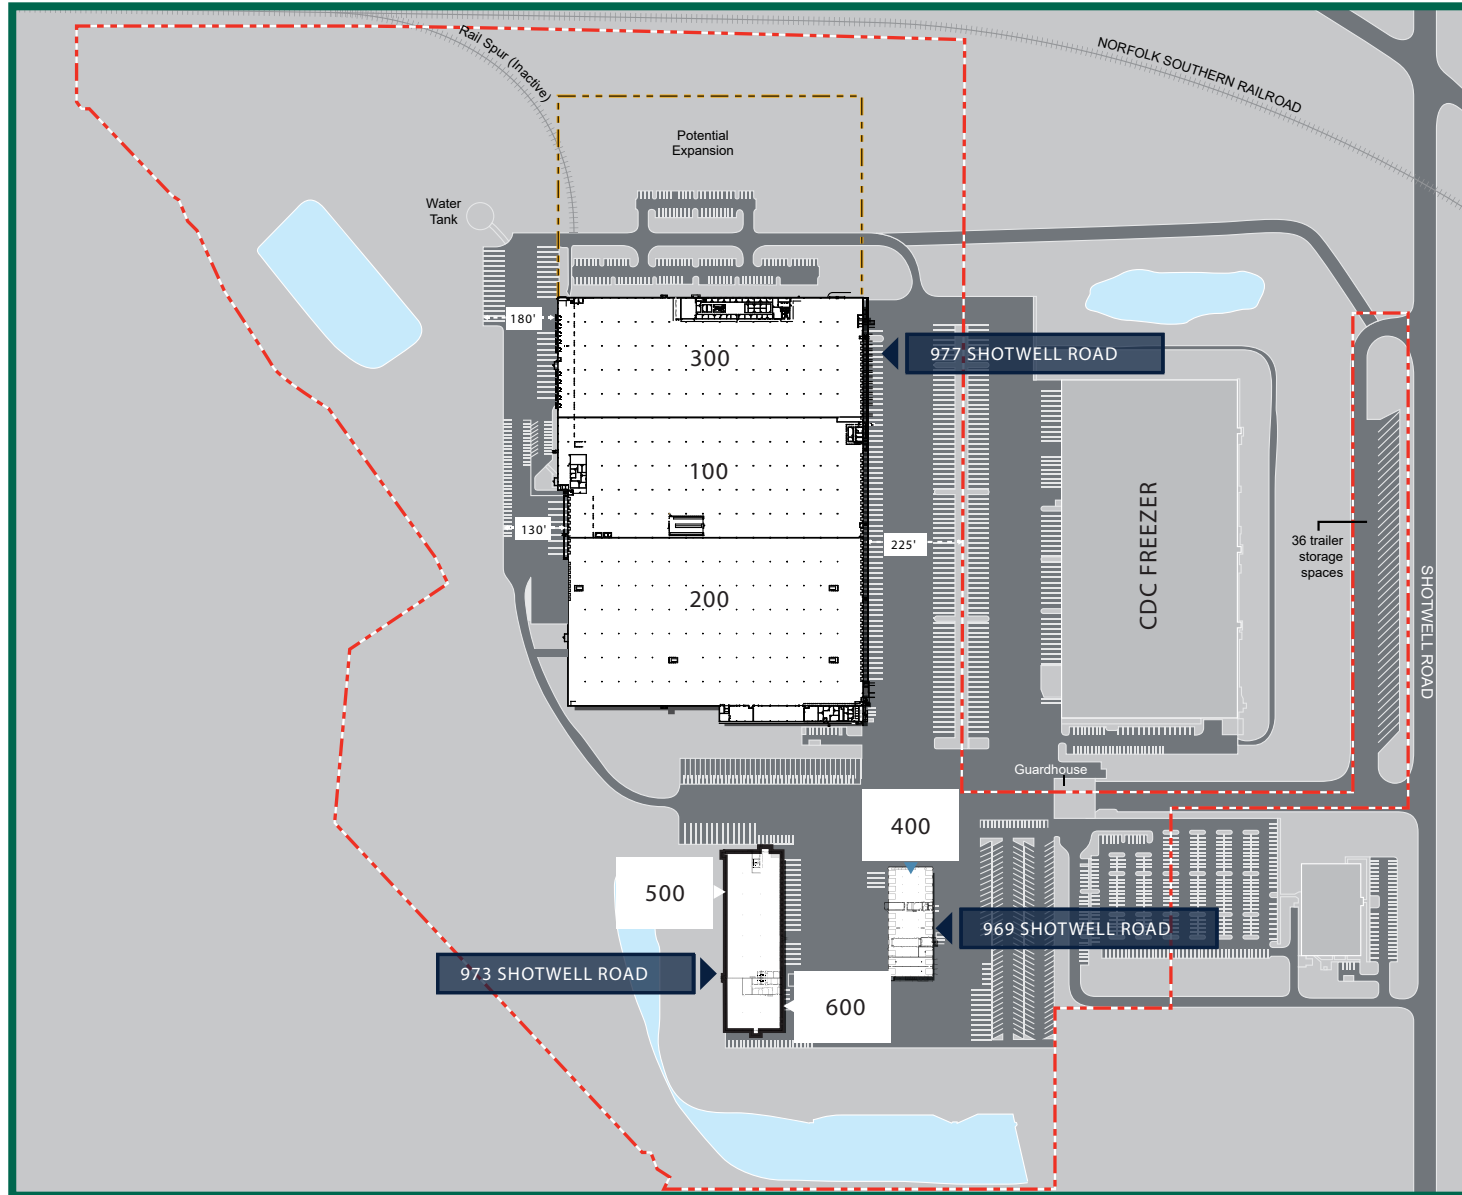 Rail Spur (Inactive)
NORFOLK SOUTHERN RAILROAD
Potential
Expansion
Water
Tank
180'
300
977 SHOTWELL ROAD
100
130'
225'
CDC FREEZER
36 trailer
storage
spaces
SHOTWELL ROAD
200
Guardhouse
400
500
969 SHOTWELL ROAD
973 SHOTWELL ROAD
600